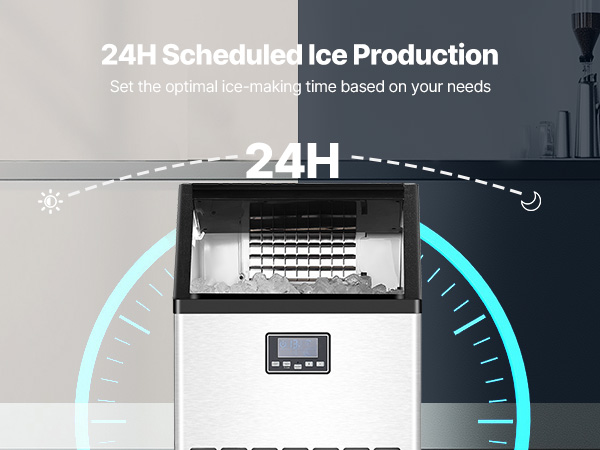 24H Scheduled Ice Production
Set the optimal ice-making time based on your needs
24H